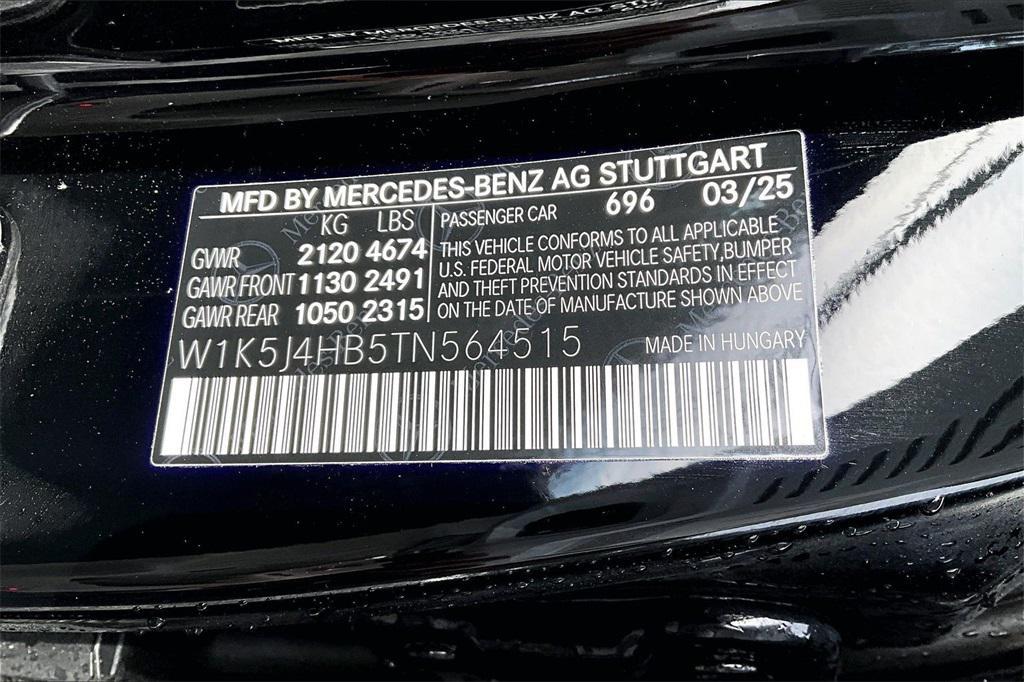 MFD BY MERCEDES-BENZ AG STUTTGART
KG LBS
GVWR 2120 4674
GAWR FRONT 1130 2491
GAWR REAR 1050 2315
PASSENGER CAR 696 03/25
THIS VEHICLE CONFORMS TO ALL APPLICABLE
U.S. FEDERAL MOTOR VEHICLE SAFETY, BUMPER
AND THEFT PREVENTION STANDARDS IN EFFECT
ON THE DATE OF MANUFACTURE SHOWN ABOVE
W1K5J4HB5TN564515
MADE IN HUNGARY